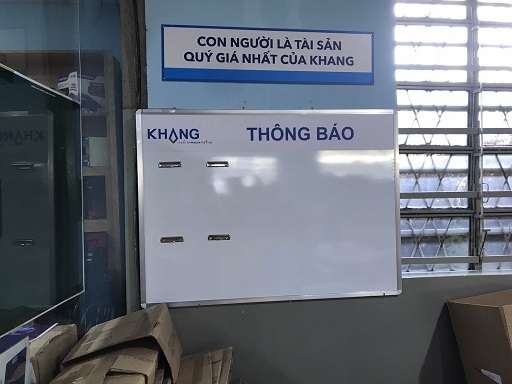 CON NGƯỜI LÀ TÀI SẢN
QUÝ GIÁ NHẤT CỦA KHANG
KHANG
THÔNG BÁO